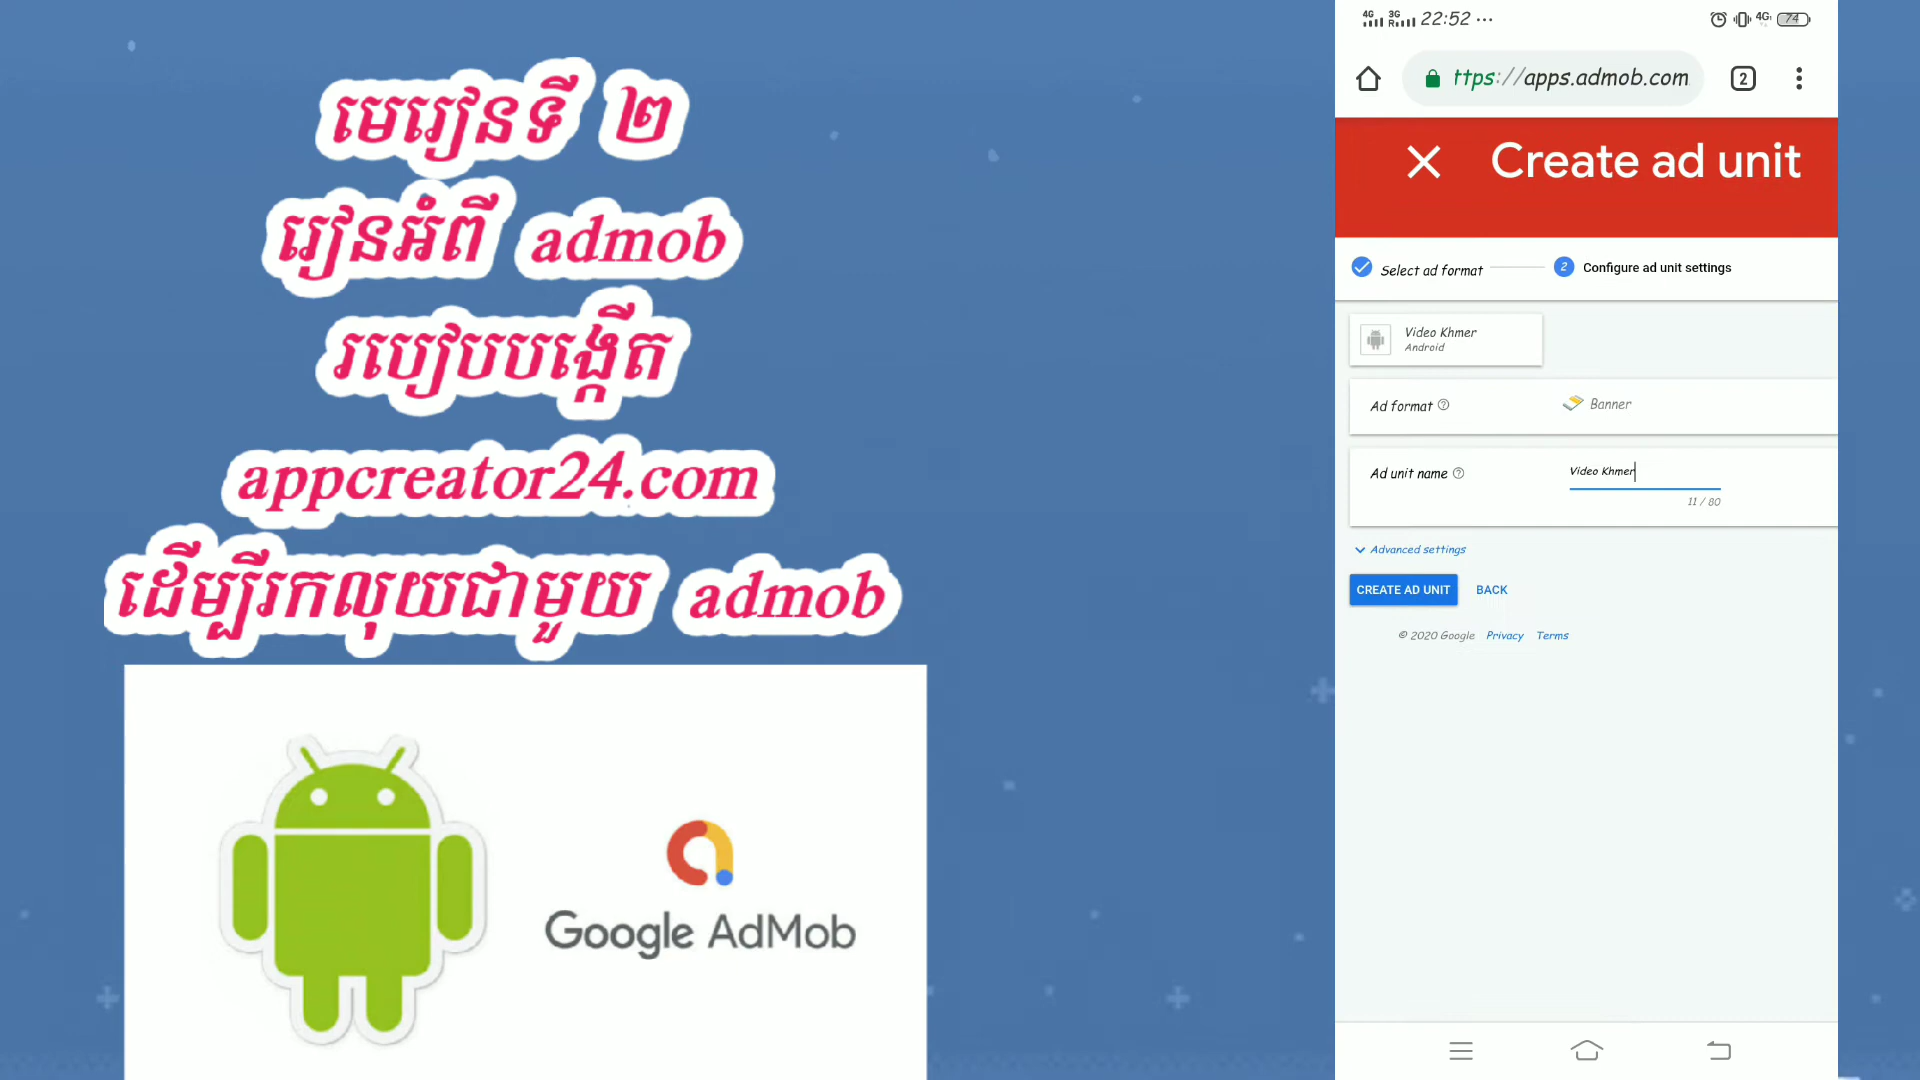 មេរៀនទី ២
រៀនអំពី admob
របៀបបង្កើត
appcreator24.com
ដើម្បីរកលុយជាមួយ admob
Google AdMob
4G 3G R 22:52 ... 4G 74
ttps://apps.admob.com 2
Create ad unit
Select ad format 2 Configure ad unit settings
Video Khmer
Android
Ad format Banner
Ad unit name Video Khmer
11 / 80
Advanced settings
CREATE AD UNIT BACK
© 2020 Google Privacy Terms